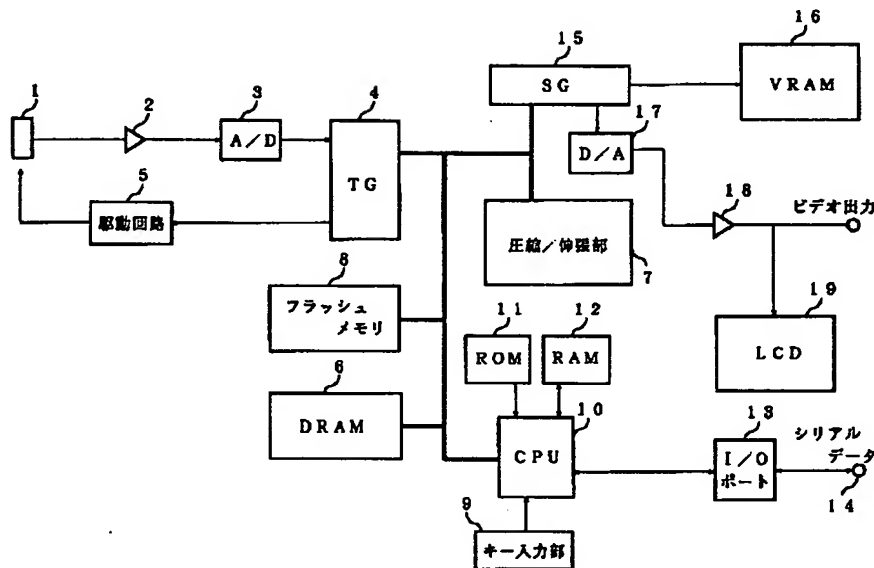 1
2
3
A/D
4
TG
5
駆動回路
15
SG
16
VRAM
17
D/A
18
ビデオ出力
圧縮/伸張部
7
19
LCD
8
フラッシュ
メモリ
6
DRAM
11
ROM
12
RAM
10
CPU
9
キー入力部
13
I/O
ポート
シリアル
データ
14